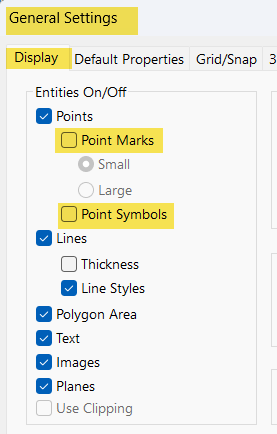 General Settings
Display Default Properties Grid/Snap 3
Entities On/Off
Points
Point Marks
Small
Large
Point Symbols
Lines
Thickness
Line Styles
Polygon Area
Text
Images
Planes
Use Clipping